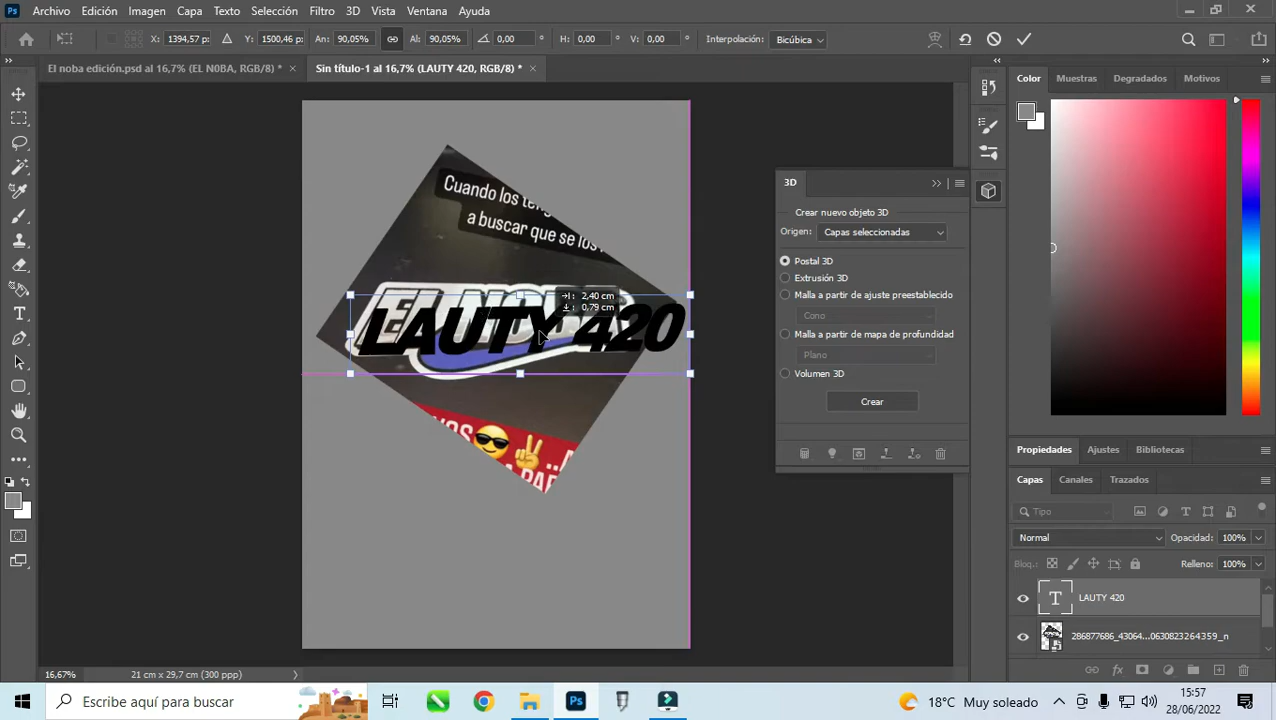 Ps Archivo Edición Imagen Capa Texto Selección Filtro 3D Vista Ventana Ayuda
X: 1394,57 p Y: 1500,46 p An: 90,05% Al: 90,05% 0,00 ° H: 0,00 ° V: 0,00 ° Interpolación: Bicúbica
El noba edición.psd al 16,7% (EL NOBA, RGB/8) * × Sin título-1 al 16,7% (LAUTY 420, RGB/8) * ×
Color Muestras Degradados Motivos
Cuando los
a buscar que se los
EL NOBA
LAUTY 420
→I: 2,40 cm
↓: 0,79 cm
3D
Crear nuevo objeto 3D
Origen: Capas seleccionadas
Postal 3D
Extrusión 3D
Malla a partir de ajuste preestablecido
Cono
Malla a partir de mapa de profundidad
Plano
Volumen 3D
Crear
Propiedades Ajustes Bibliotecas
Capas Canales Trazados
Tipo
Normal Opacidad: 100%
Bloq.: Relleno: 100%
T LAUTY 420
286877686_43064...0630823264359_n
16,67% 21 cm x 29,7 cm (300 ppp)
Escribe aquí para buscar
18°C Muy soleado
15:57
28/06/2022